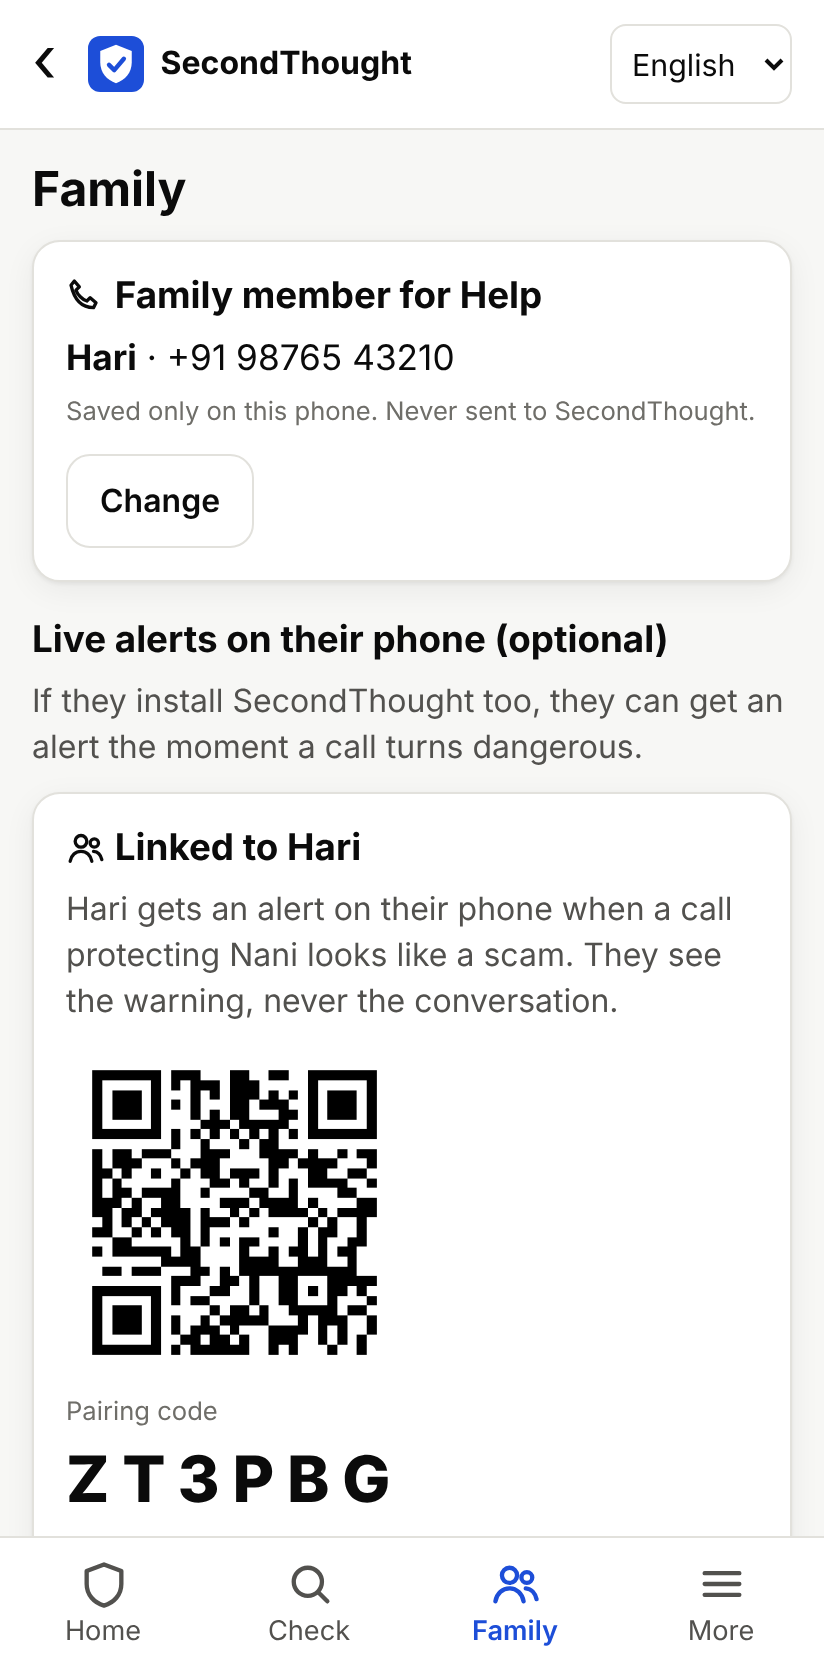 SecondThought
English
Family
Family member for Help
Hari · +91 98765 43210
Saved only on this phone. Never sent to SecondThought.
Change
Live alerts on their phone (optional)
If they install SecondThought too, they can get an
alert the moment a call turns dangerous.
Linked to Hari
Hari gets an alert on their phone when a call
protecting Nani looks like a scam. They see
the warning, never the conversation.
Pairing code
ZT3PBG
Home
Check
Family
More